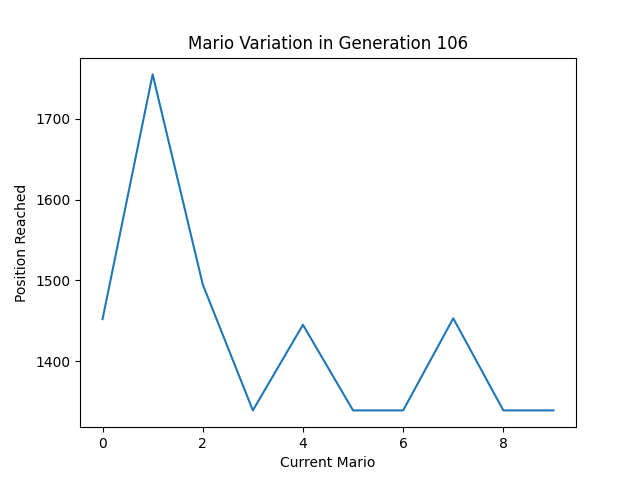 Mario Variation in Generation 106
1700
1600
1500
1400
Position Reached
0 2 4 6 8
Current Mario